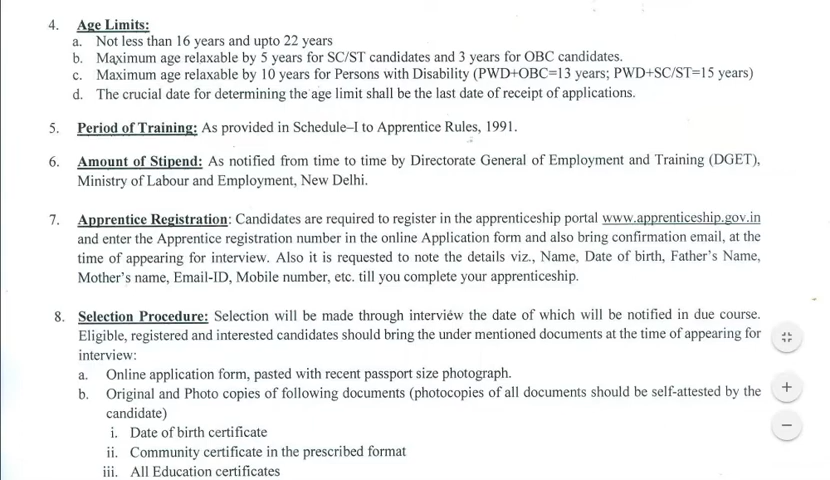 4. Age Limits:
a. Not less than 16 years and upto 22 years
b. Maximum age relaxable by 5 years for SC/ST candidates and 3 years for OBC candidates.
c. Maximum age relaxable by 10 years for Persons with Disability (PWD+OBC=13 years; PWD+SC/ST=15 years)
d. The crucial date for determining the age limit shall be the last date of receipt of applications.
5. Period of Training: As provided in Schedule–I to Apprentice Rules, 1991.
6. Amount of Stipend: As notified from time to time by Directorate General of Employment and Training (DGET),
Ministry of Labour and Employment, New Delhi.
7. Apprentice Registration: Candidates are required to register in the apprenticeship portal www.apprenticeship.gov.in
and enter the Apprentice registration number in the online Application form and also bring confirmation email, at the
time of appearing for interview. Also it is requested to note the details viz., Name, Date of birth, Father's Name,
Mother's name, Email-ID, Mobile number, etc. till you complete your apprenticeship.
8. Selection Procedure: Selection will be made through interview the date of which will be notified in due course.
Eligible, registered and interested candidates should bring the under mentioned documents at the time of appearing for
interview:
a. Online application form, pasted with recent passport size photograph.
b. Original and Photo copies of following documents (photocopies of all documents should be self-attested by the
candidate)
i. Date of birth certificate
ii. Community certificate in the prescribed format
iii. All Education certificates